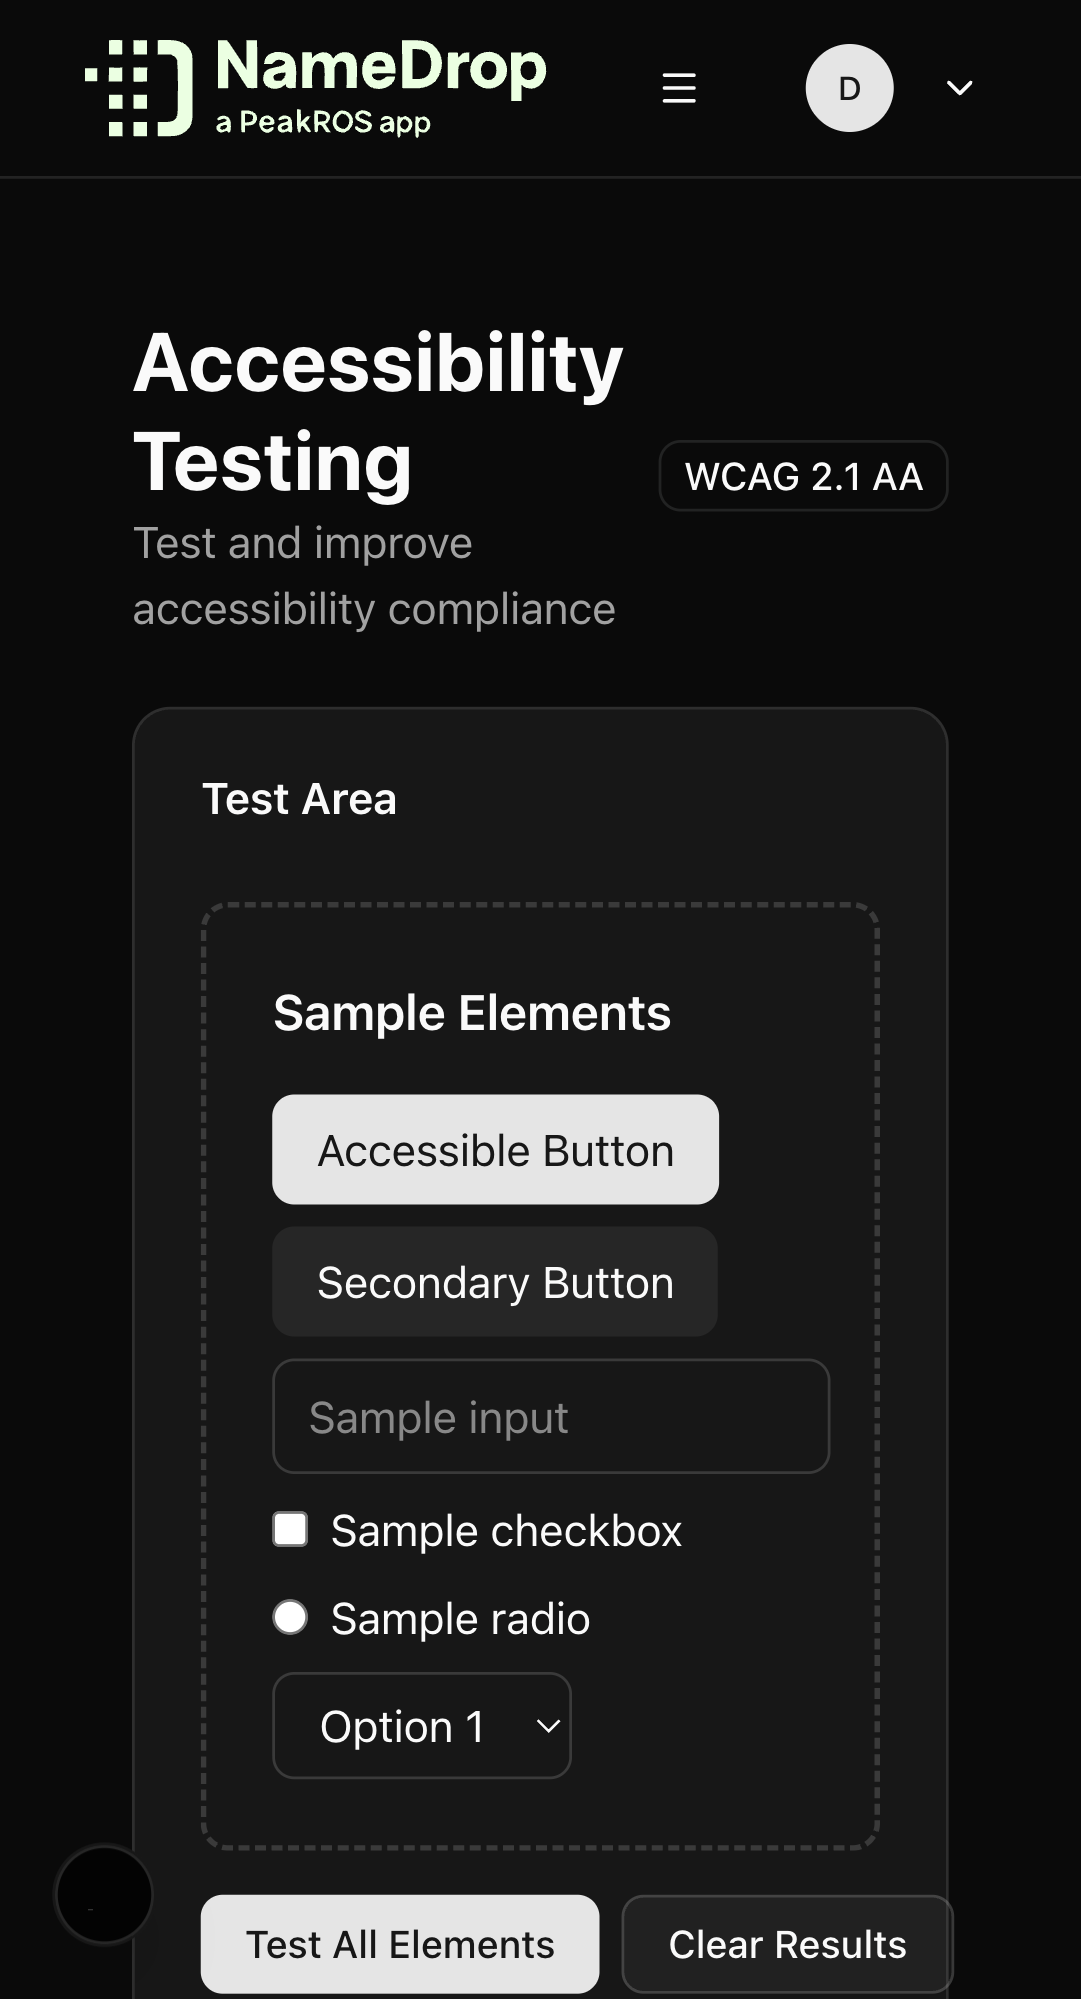 NameDrop
a PeakROS app
D
Accessibility
Testing
WCAG 2.1 AA
Test and improve
accessibility compliance
Test Area
Sample Elements
Accessible Button
Secondary Button
Sample input
Sample checkbox
Sample radio
Option 1
Test All Elements
Clear Results